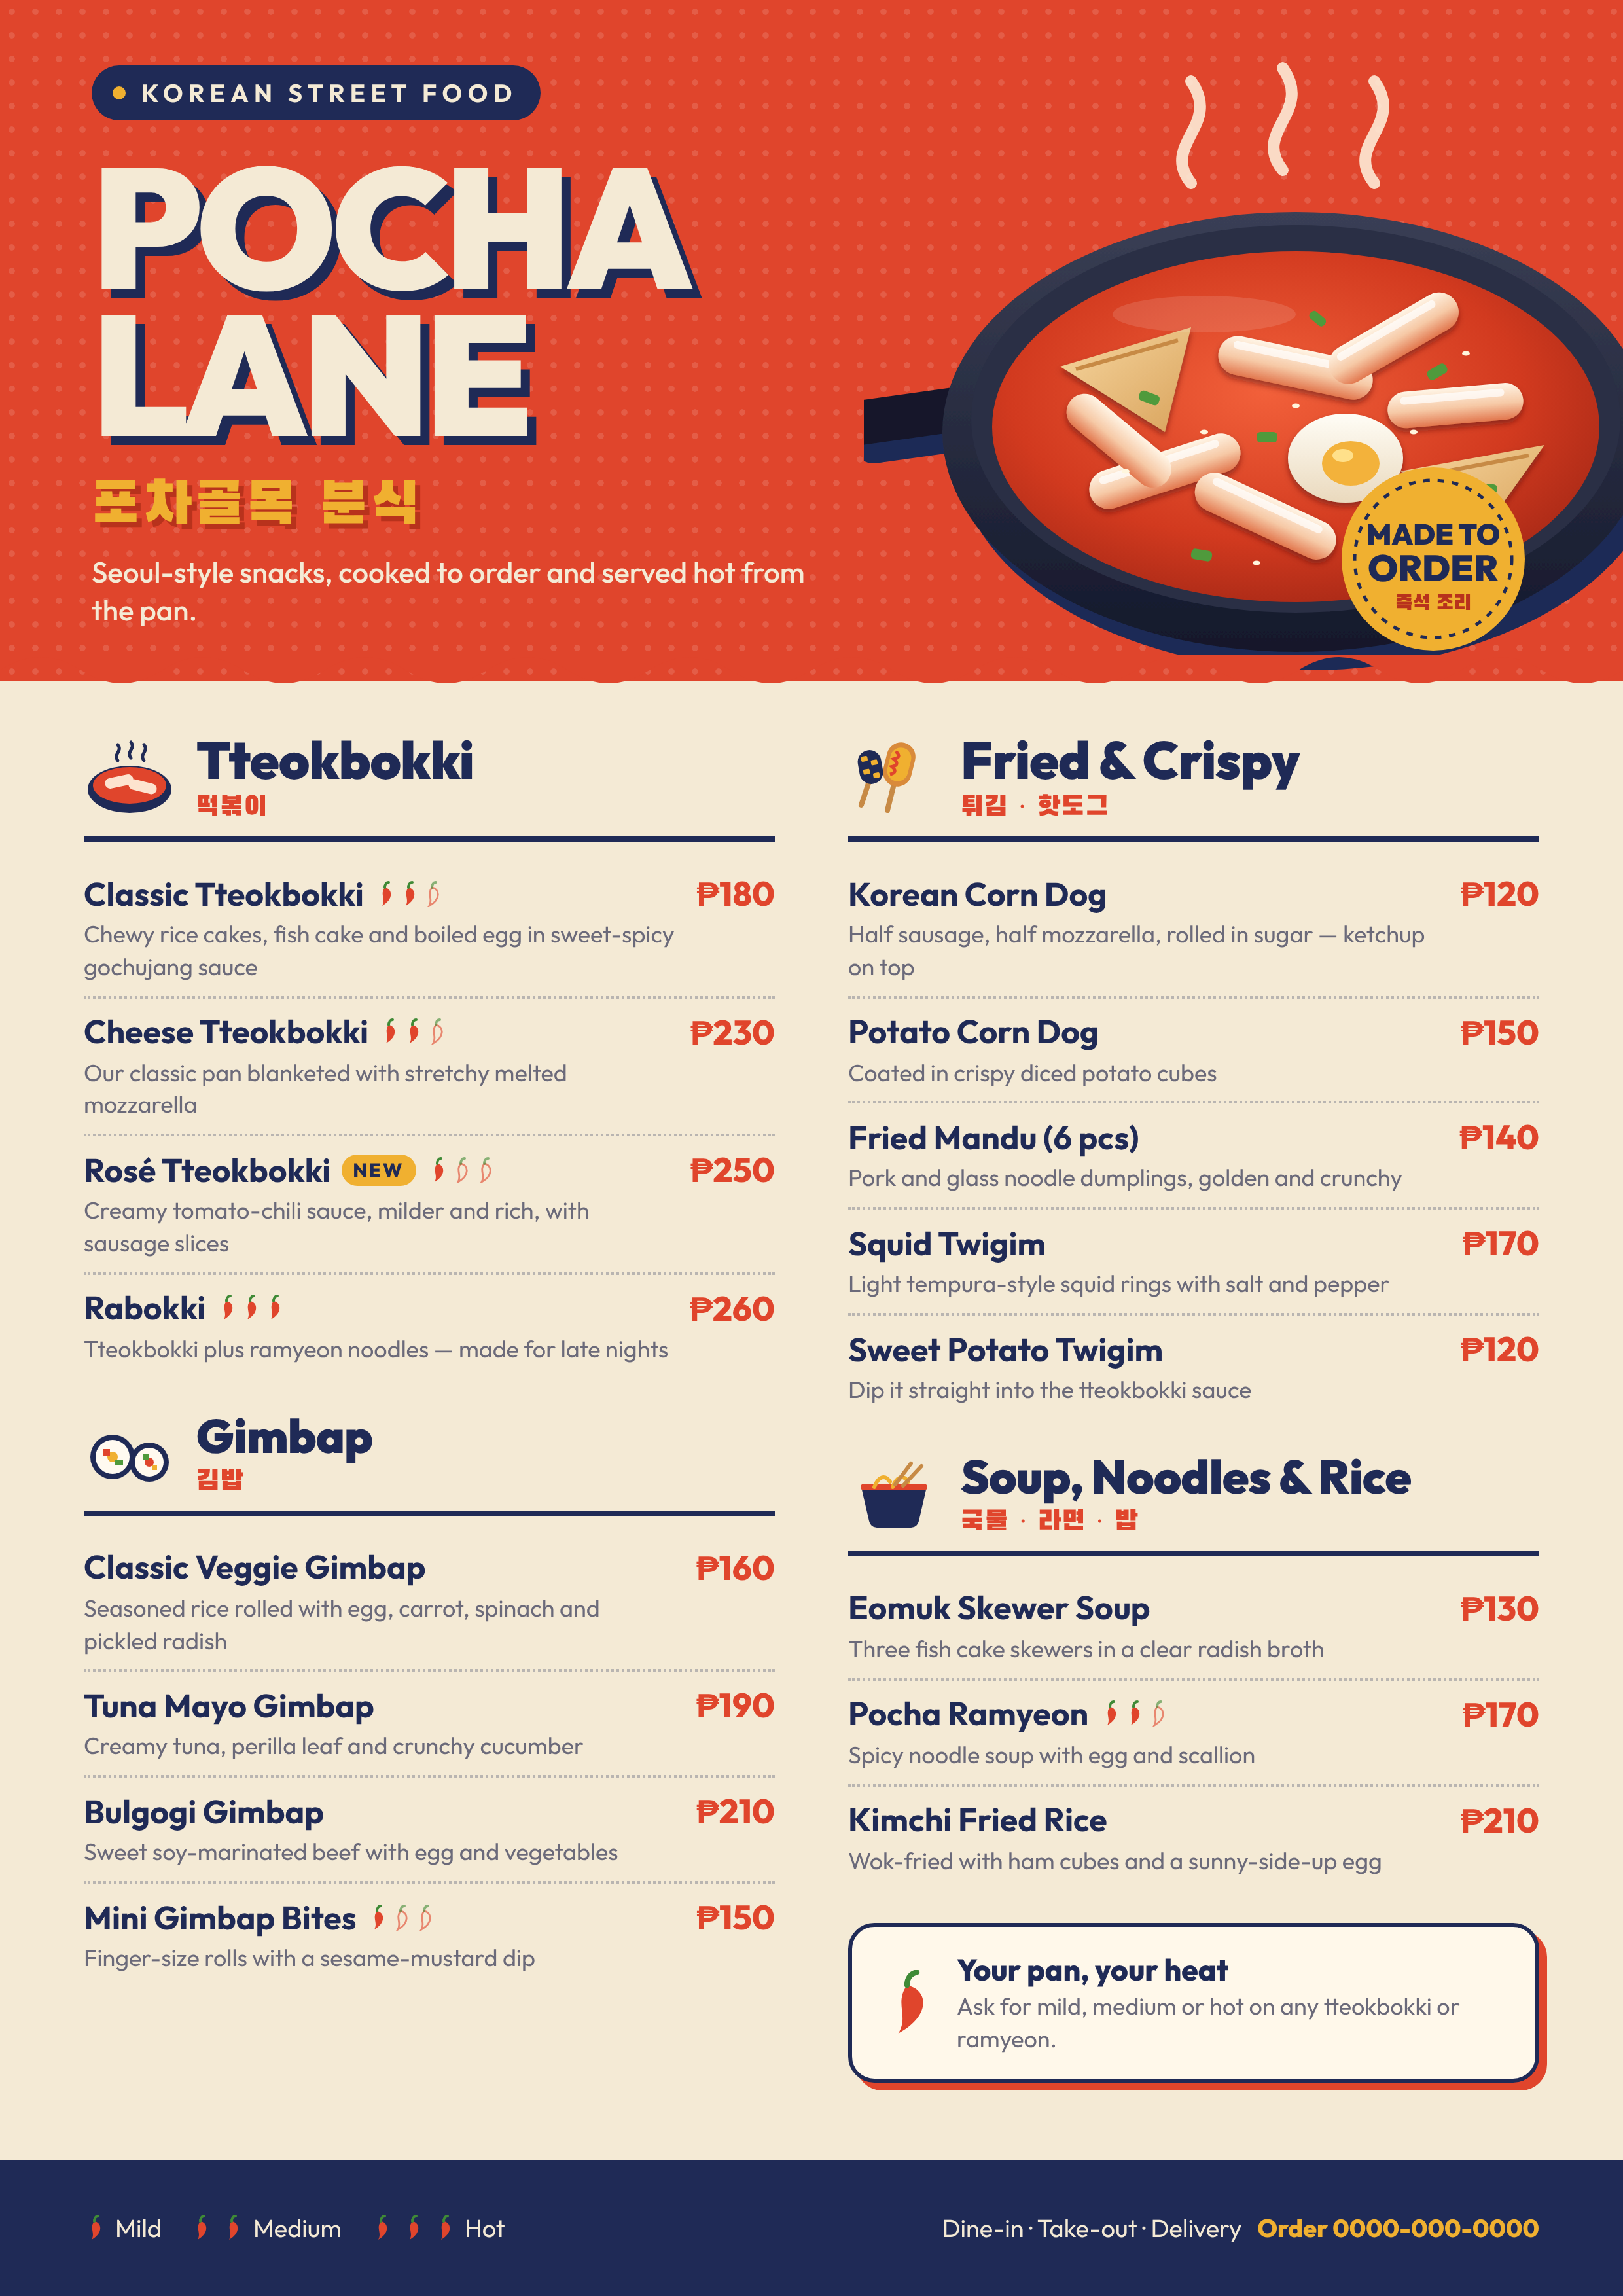 KOREAN STREET FOOD
POCHA
LANE
포차골목 분식
Seoul-style snacks, cooked to order and served hot from
the pan.
MADE TO
ORDER
즉석 조리
Tteokbokki
떡볶이
Classic Tteokbokki ₱180
Chewy rice cakes, fish cake and boiled egg in sweet-spicy
gochujang sauce
Cheese Tteokbokki ₱230
Our classic pan blanketed with stretchy melted
mozzarella
Rosé Tteokbokki NEW ₱250
Creamy tomato-chili sauce, milder and rich, with
sausage slices
Rabokki ₱260
Tteokbokki plus ramyeon noodles — made for late nights
Gimbap
김밥
Classic Veggie Gimbap ₱160
Seasoned rice rolled with egg, carrot, spinach and
pickled radish
Tuna Mayo Gimbap ₱190
Creamy tuna, perilla leaf and crunchy cucumber
Bulgogi Gimbap ₱210
Sweet soy-marinated beef with egg and vegetables
Mini Gimbap Bites ₱150
Finger-size rolls with a sesame-mustard dip
Fried & Crispy
튀김 · 핫도그
Korean Corn Dog ₱120
Half sausage, half mozzarella, rolled in sugar — ketchup
on top
Potato Corn Dog ₱150
Coated in crispy diced potato cubes
Fried Mandu (6 pcs) ₱140
Pork and glass noodle dumplings, golden and crunchy
Squid Twigim ₱170
Light tempura-style squid rings with salt and pepper
Sweet Potato Twigim ₱120
Dip it straight into the tteokbokki sauce
Soup, Noodles & Rice
국물 · 라면 · 밥
Eomuk Skewer Soup ₱130
Three fish cake skewers in a clear radish broth
Pocha Ramyeon ₱170
Spicy noodle soup with egg and scallion
Kimchi Fried Rice ₱210
Wok-fried with ham cubes and a sunny-side-up egg
Your pan, your heat
Ask for mild, medium or hot on any tteokbokki or
ramyeon.
Mild Medium Hot
Dine-in · Take-out · Delivery Order 0000-000-0000